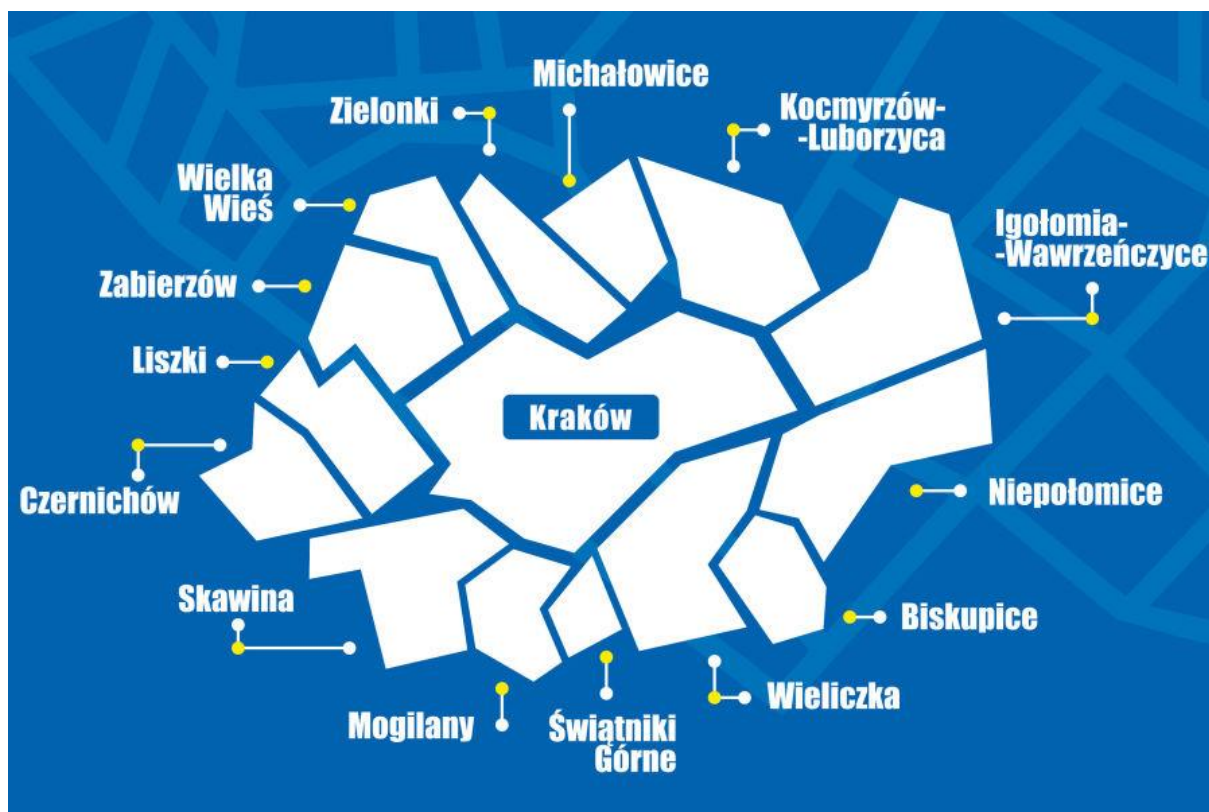 Michałowice
Zielonki
Kocmyrzów-
-Luborzyca
Wielka
Wieś
Igołomia-
-Wawrzeńczyce
Zabierzów
Liszki
Kraków
Czernichów
Niepołomice
Skawina
Biskupice
Wieliczka
Mogilany
Świątniki
Górne